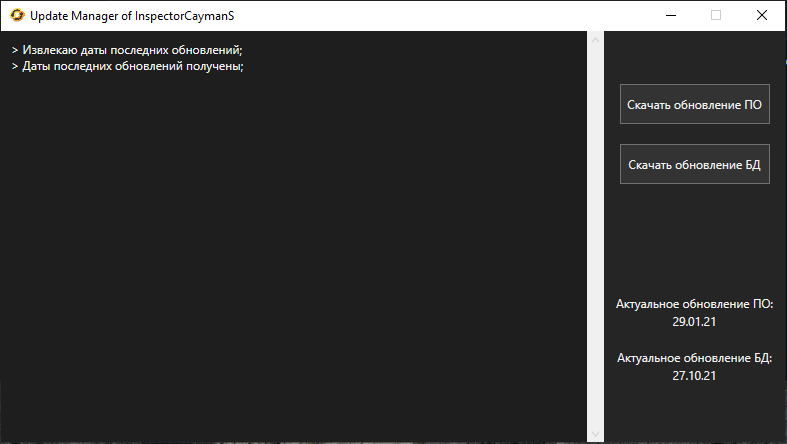 Update Manager of InspectorCaymanS
> Извлекаю даты последних обновлений;
> Даты последних обновлений получены;
Скачать обновление ПО
Скачать обновление БД
Актуальное обновление ПО:
29.01.21
Актуальное обновление БД:
27.10.21